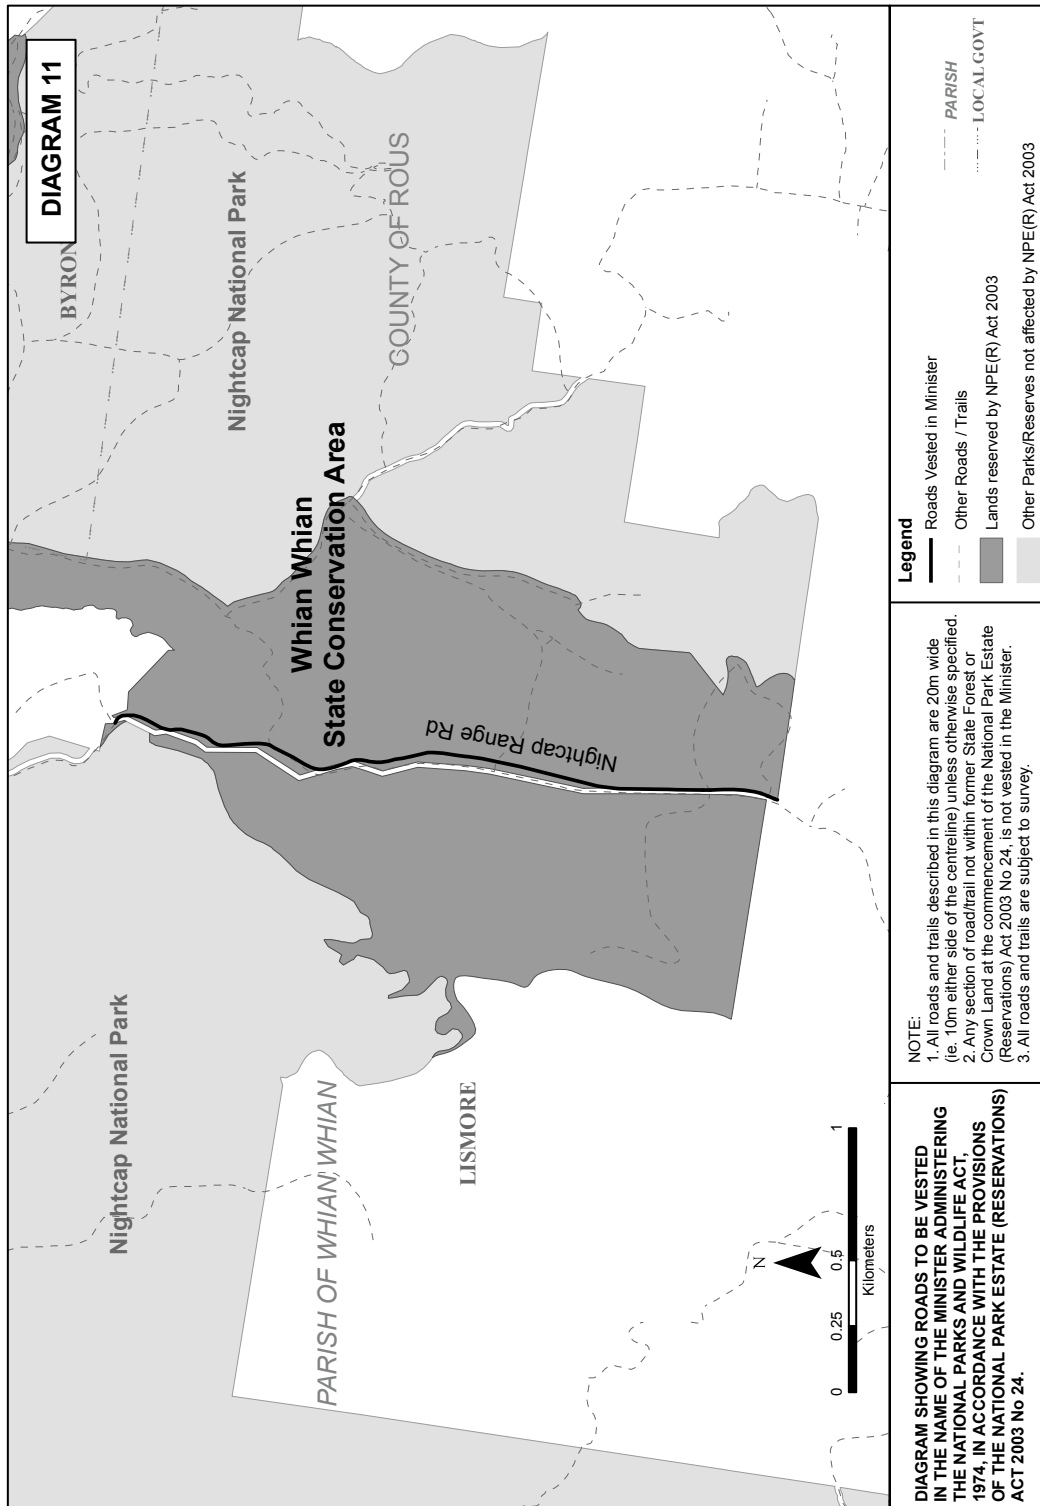 DIAGRAM 11
BYRON
Nightcap National Park
COUNTY OF ROUS
Nightcap National Park
Whian Whian
State Conservation Area
Nightcap Range Rd
PARISH OF WHIAN WHIAN
LISMORE
N
0
0.25
0.5
1
Kilometers
DIAGRAM SHOWING ROADS TO BE VESTED
IN THE NAME OF THE MINISTER ADMINISTERING
THE NATIONAL PARKS AND WILDLIFE ACT,
1974, IN ACCORDANCE WITH THE PROVISIONS
OF THE NATIONAL PARK ESTATE (RESERVATIONS)
ACT 2003 No 24.
NOTE:
1. All roads and trails described in this diagram are 20m wide
(ie. 10m either side of the centreline) unless otherwise specified.
2. Any section of road/trail not within former State Forest or
Crown Land at the commencement of the National Park Estate
(Reservations) Act 2003 No 24, is not vested in the Minister.
3. All roads and trails are subject to survey.
Legend
Roads Vested in Minister
Other Roads / Trails
Lands reserved by NPE(R) Act 2003
Other Parks/Reserves not affected by NPE(R) Act 2003
PARISH
LOCAL GOVT